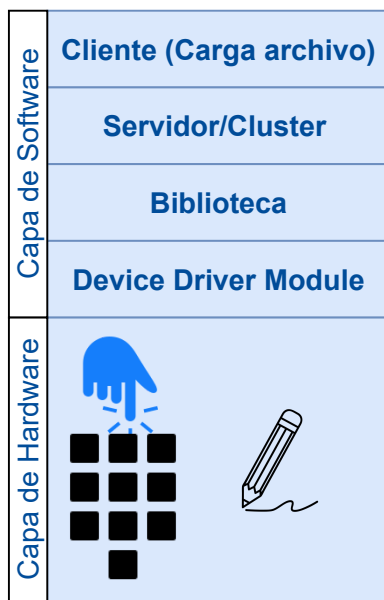 Capa de Software
Cliente (Carga archivo)
Servidor/Cluster
Biblioteca
Device Driver Module
Capa de Hardware